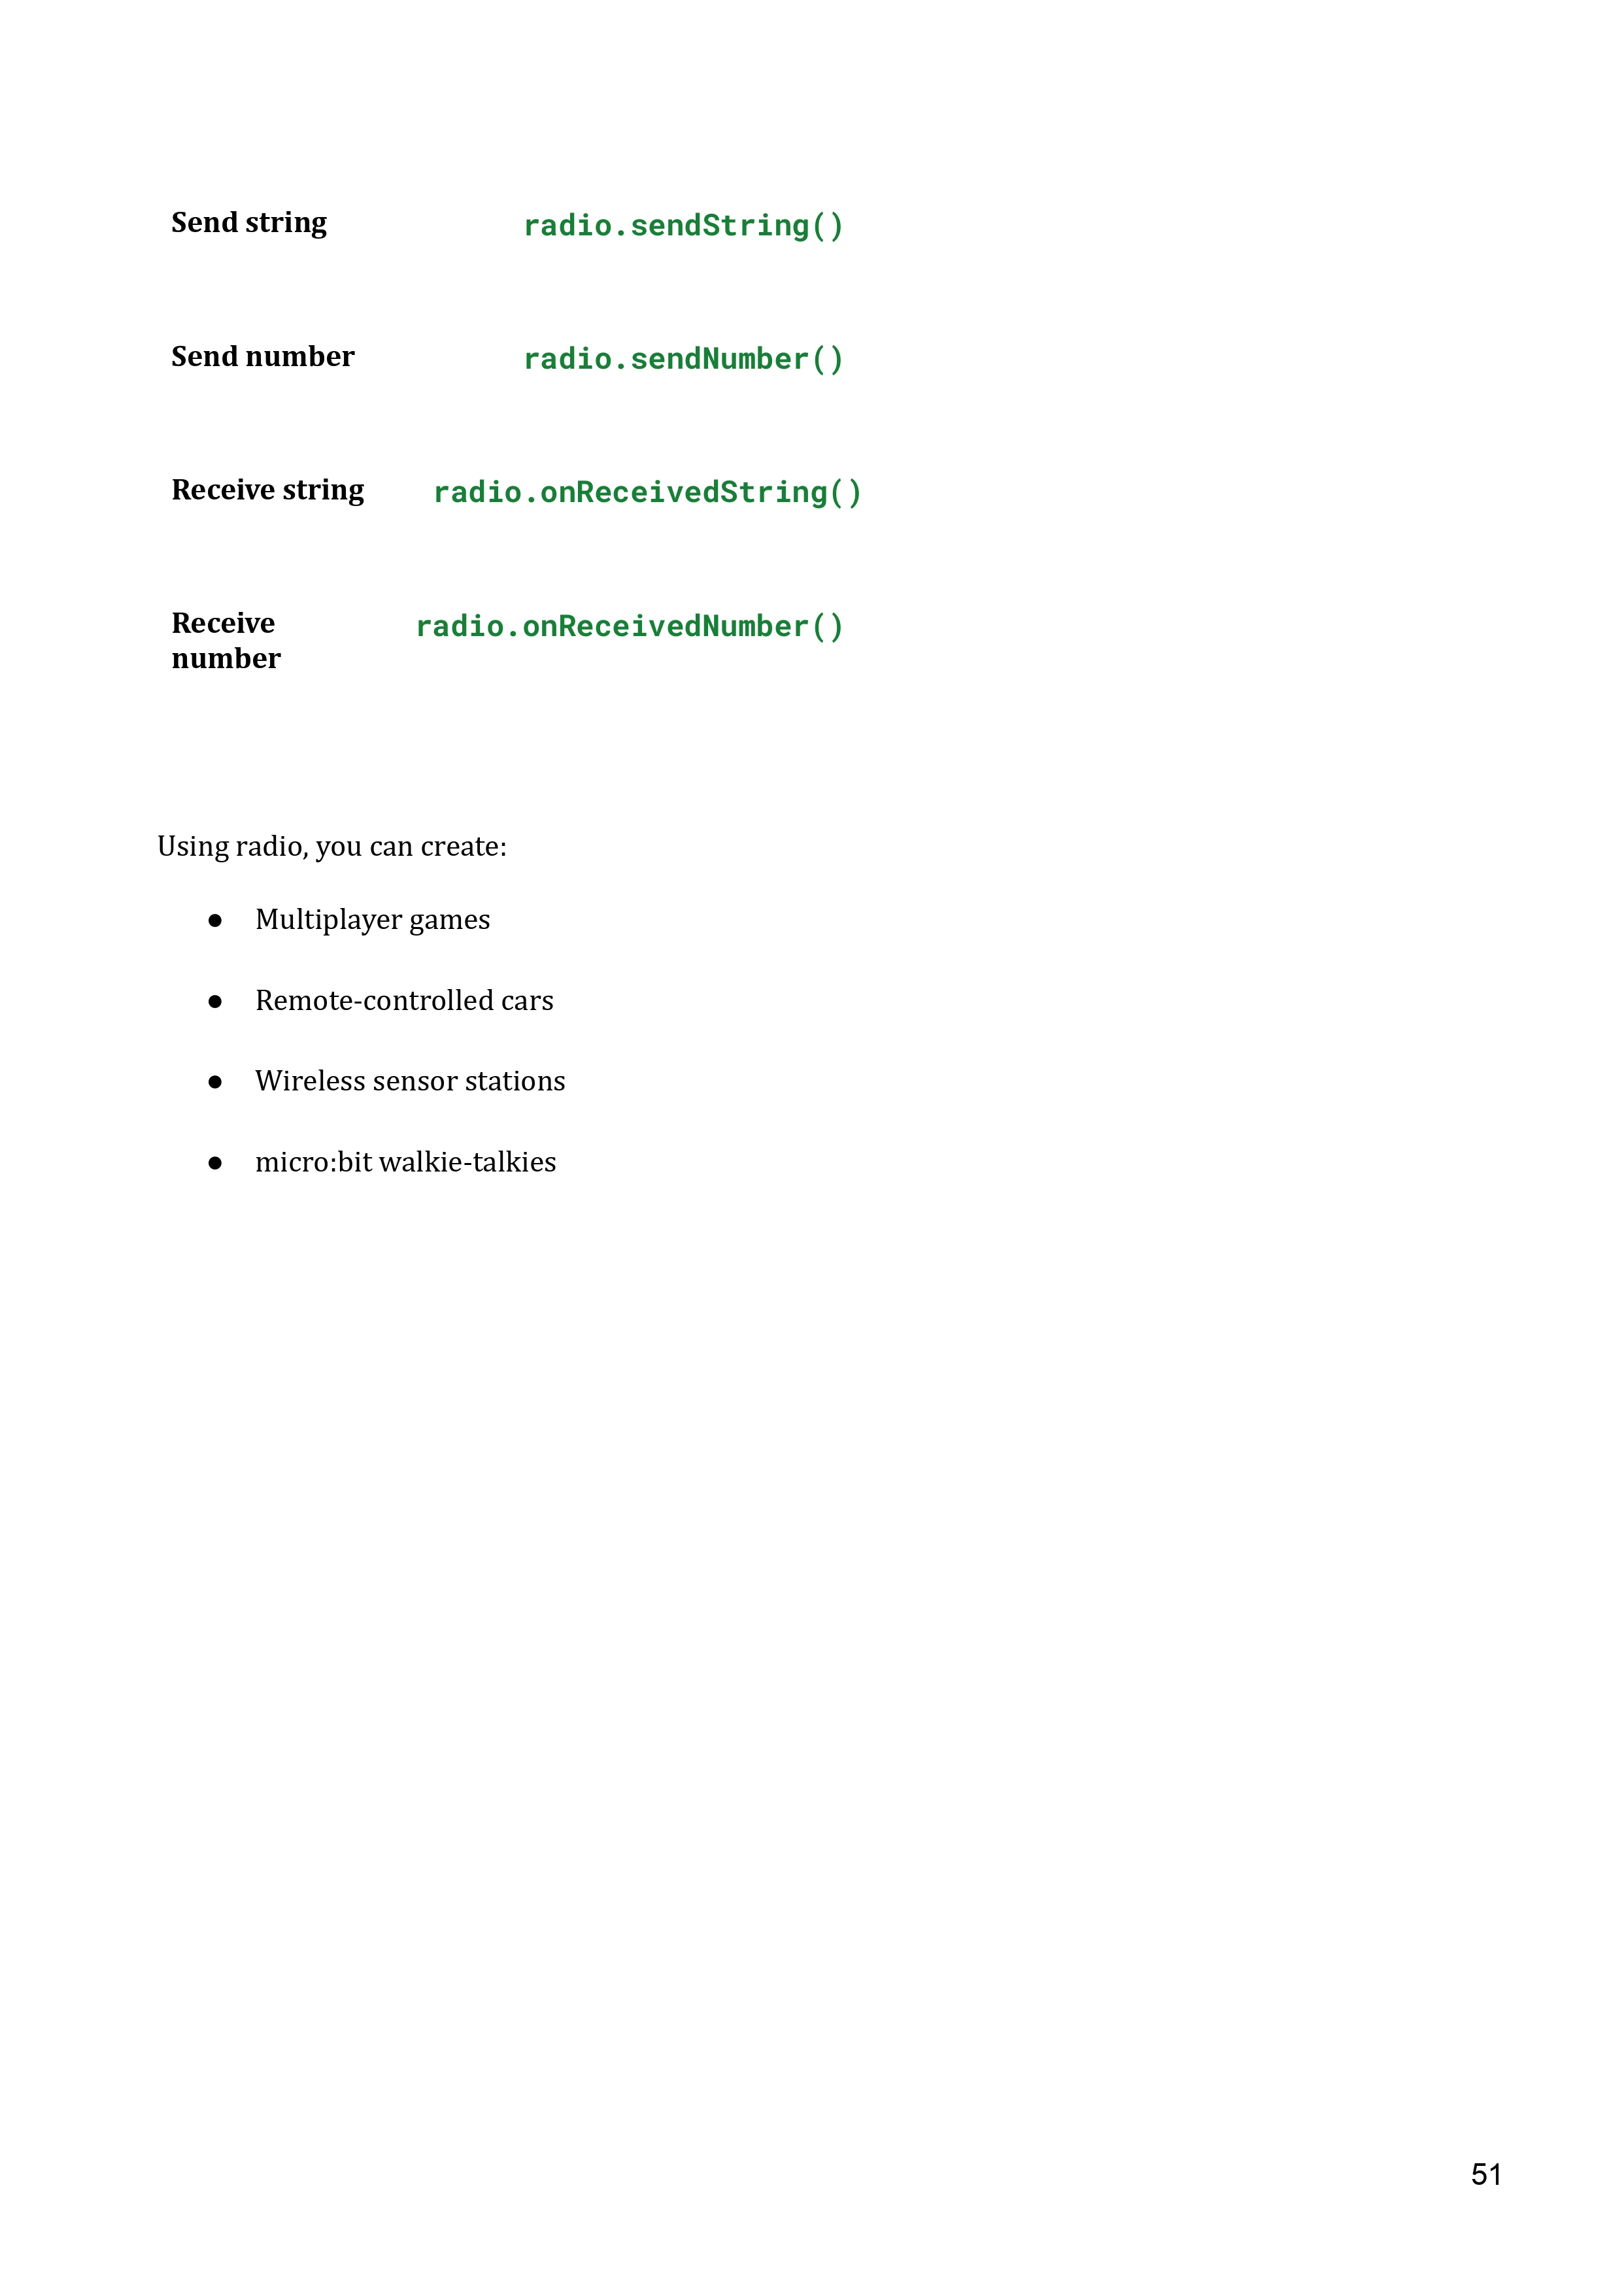 Send string radio.sendString()
Send number radio.sendNumber()
Receive string radio.onReceivedString()
Receive radio.onReceivedNumber()
number
Using radio, you can create:
● Multiplayer games
● Remote-controlled cars
● Wireless sensor stations
● micro:bit walkie-talkies
51